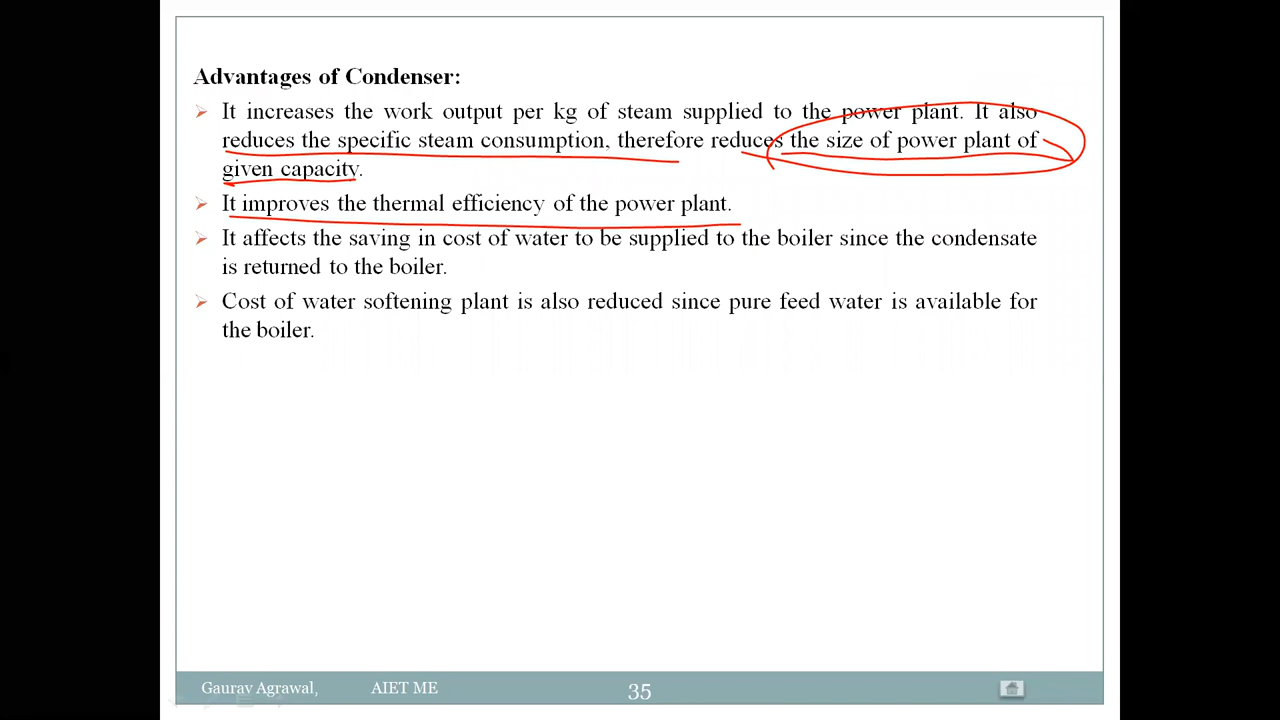 Advantages of Condenser:
➢ It increases the work output per kg of steam supplied to the power plant. It also
reduces the specific steam consumption, therefore reduces the size of power plant of
given capacity.
➢ It improves the thermal efficiency of the power plant.
➢ It affects the saving in cost of water to be supplied to the boiler since the condensate
is returned to the boiler.
➢ Cost of water softening plant is also reduced since pure feed water is available for
the boiler.
Gaurav Agrawal, AIET ME 35